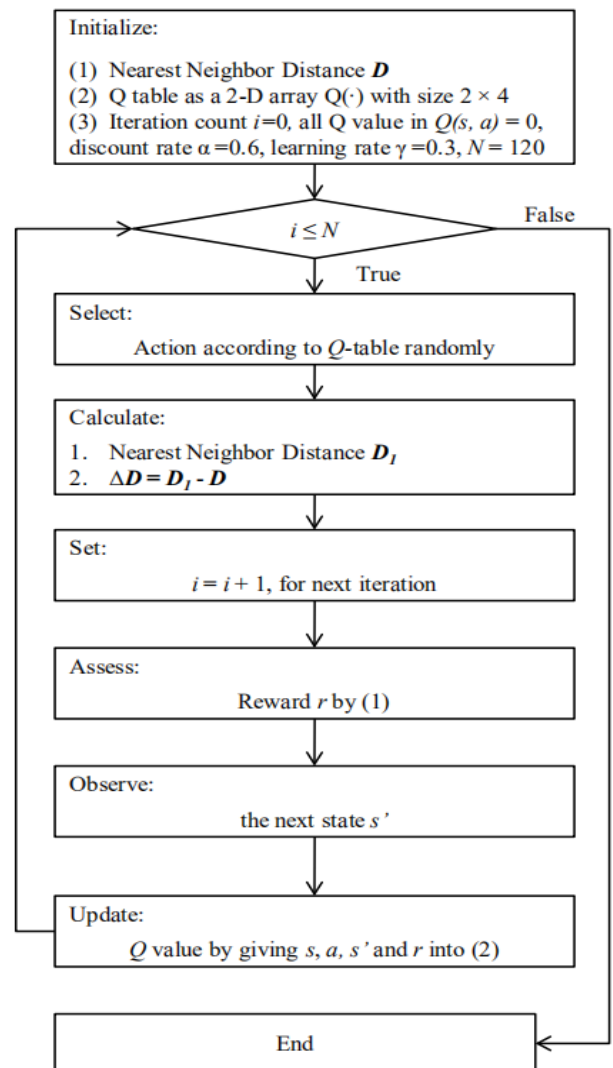 Initialize:
(1) Nearest Neighbor Distance D
(2) Q table as a 2-D array Q(·) with size 2 × 4
(3) Iteration count i=0, all Q value in Q(s, a) = 0,
discount rate α =0.6, learning rate γ =0.3, N = 120
i ≤ N
False
True
Select:
Action according to Q-table randomly
Calculate:
1. Nearest Neighbor Distance D₁
2. ΔD = D₁ - D
Set:
i = i + 1, for next iteration
Assess:
Reward r by (1)
Observe:
the next state s’
Update:
Q value by giving s, a, s’ and r into (2)
End